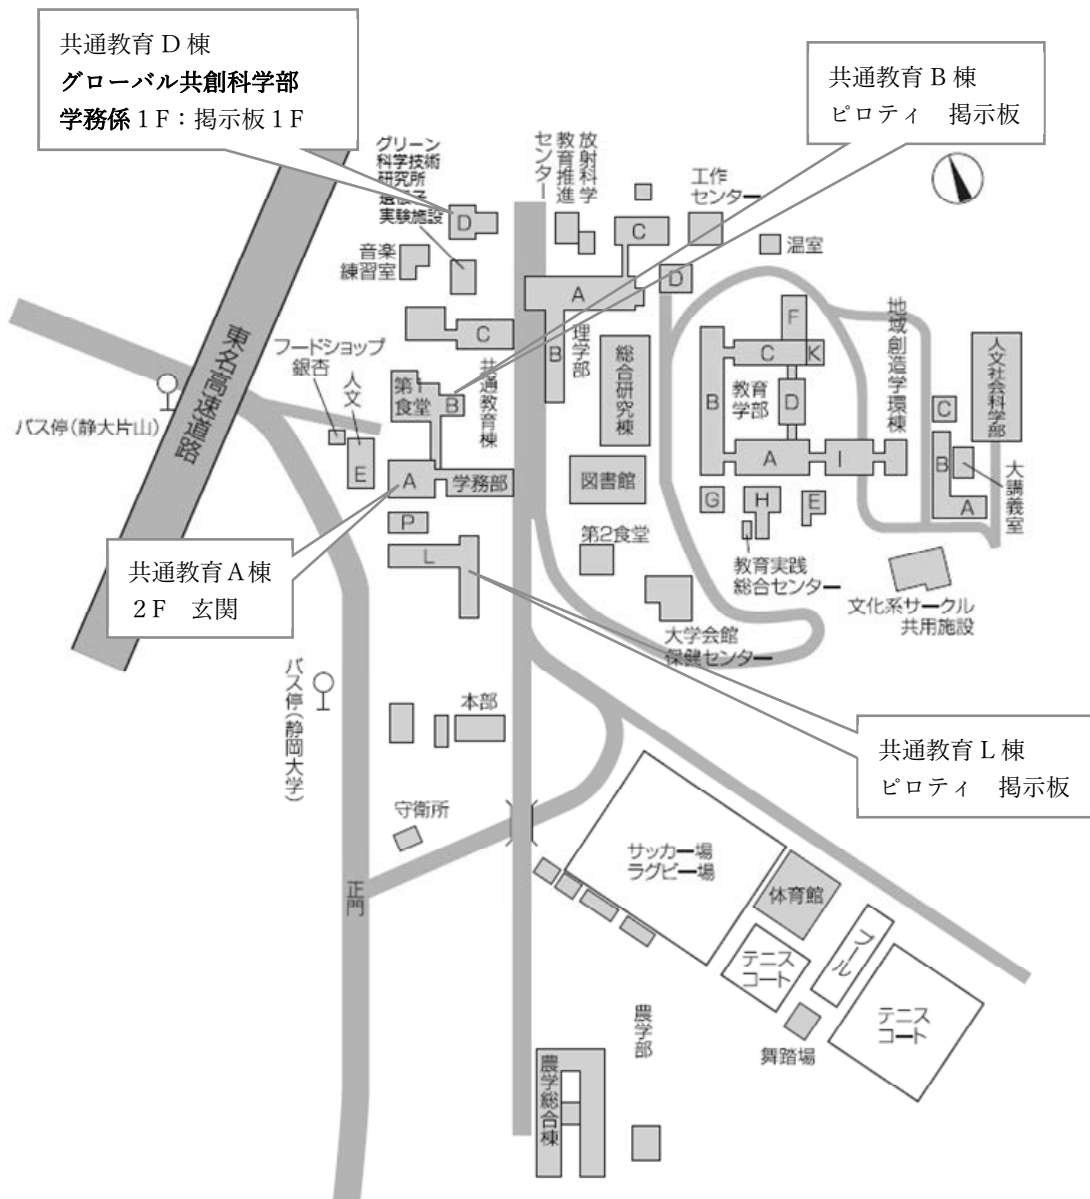 共通教育 D 棟
グローバル共創科学部
学務係 1 F：掲示板 1 F
共通教育 B 棟
ピロティ　掲示板
グリーン
科学技術
研究所
遺伝子
実験施設
放射科学
教育推進
センター
工作
センター
D
C
温室
音楽
練習室
D
A
東名高速道路
C
B
理学部
総合研究棟
F
C
K
地域創造学環棟
人文社会科学部
フードショップ
銀杏
人文
第1
食堂
B
共通教育棟
B
教育
学部
D
C
バス停(静大片山)
E
A
学務部
図書館
A
I
B
大講義室
A
P
G
H
E
L
第2食堂
教育実践
総合センター
共通教育 A 棟
2 F　玄関
文化系サークル
共用施設
大学会館
保健センター
バス停(静岡大学)
本部
共通教育 L 棟
ピロティ　掲示板
守衛所
サッカー場
ラグビー場
正門
体育館
プール
テニス
コート
テニス
コート
農学部
舞踏場
農学総合棟